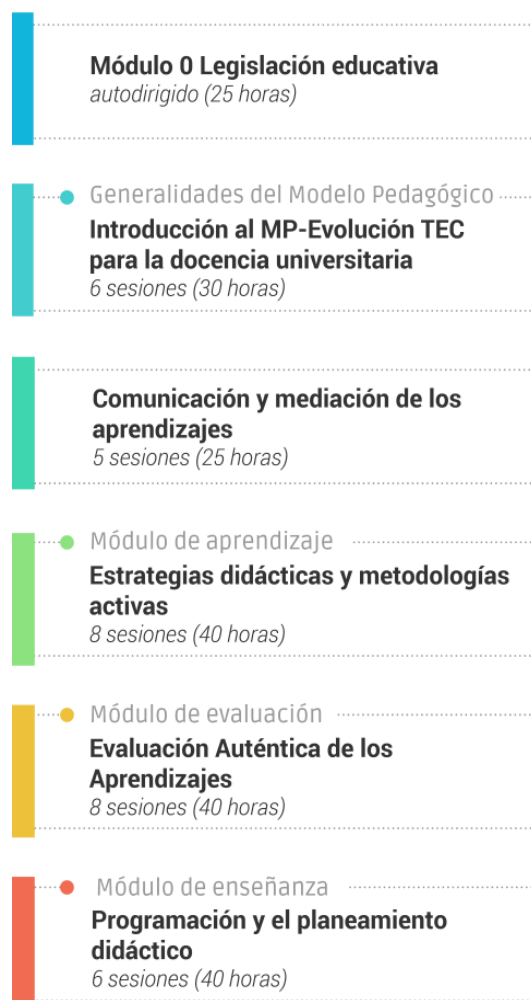 Módulo 0 Legislación educativa
autodirigido (25 horas)
Generalidades del Modelo Pedagógico
Introducción al MP-Evolución TEC
para la docencia universitaria
6 sesiones (30 horas)
Comunicación y mediación de los
aprendizajes
5 sesiones (25 horas)
Módulo de aprendizaje
Estrategias didácticas y metodologías
activas
8 sesiones (40 horas)
Módulo de evaluación
Evaluación Auténtica de los
Aprendizajes
8 sesiones (40 horas)
Módulo de enseñanza
Programación y el planeamiento
didáctico
6 sesiones (40 horas)